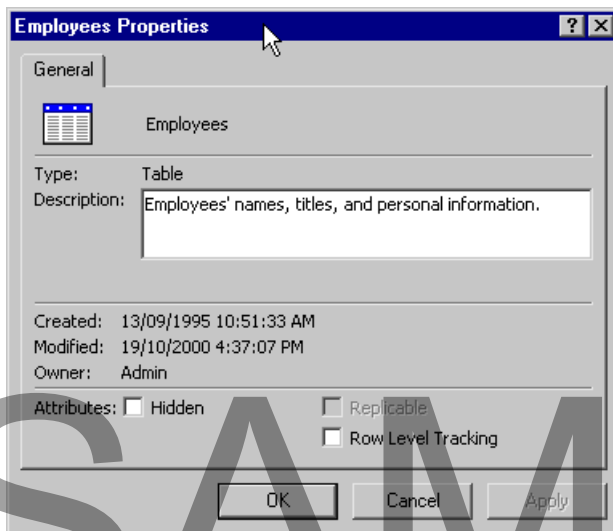 Employees Properties
General
Employees
Type: Table
Description: Employees' names, titles, and personal information.
Created: 13/09/1995 10:51:33 AM
Modified: 19/10/2000 4:37:07 PM
Owner: Admin
Attributes: Hidden Replicable
Row Level Tracking
OK Cancel Apply
SAM